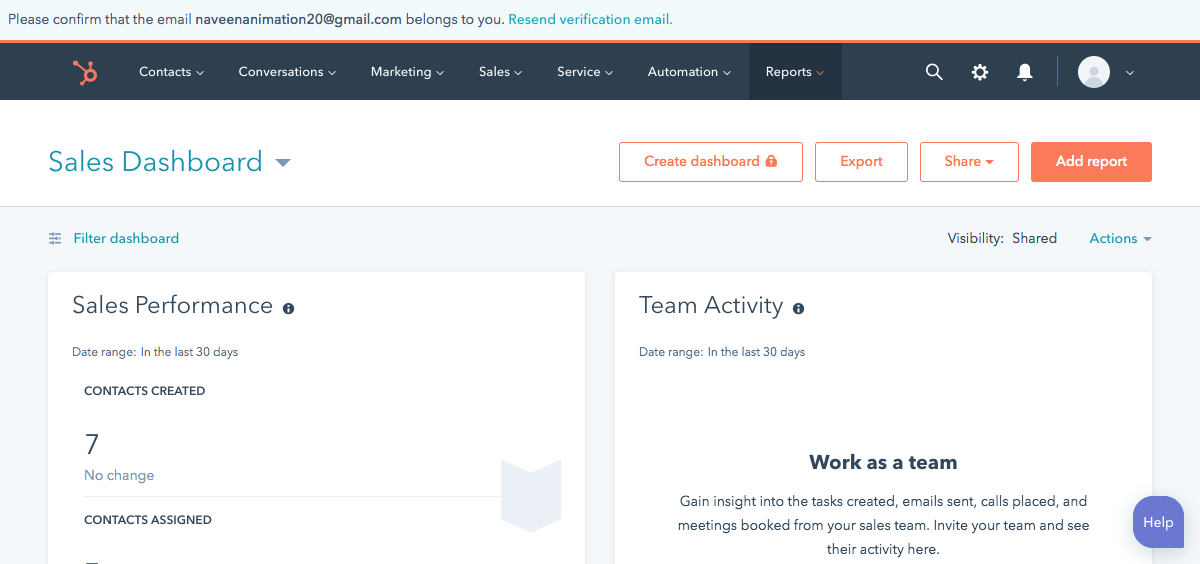 Please confirm that the email naveenanimation20@gmail.com belongs to you. Resend verification email.
Contacts Conversations Marketing Sales Service Automation Reports
Sales Dashboard
Create dashboard Export Share Add report
Filter dashboard
Visibility: Shared Actions
Sales Performance
Date range: In the last 30 days
CONTACTS CREATED
7
No change
CONTACTS ASSIGNED
Team Activity
Date range: In the last 30 days
Work as a team
Gain insight into the tasks created, emails sent, calls placed, and
meetings booked from your sales team. Invite your team and see
their activity here.
Help